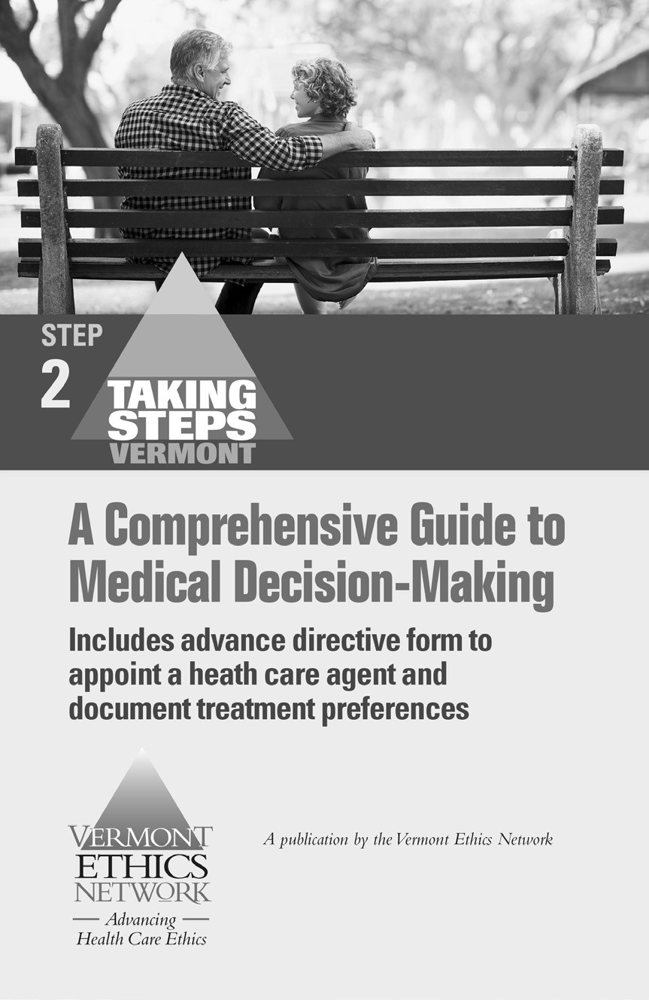 STEP
2
TAKING
STEPS
VERMONT
A Comprehensive Guide to
Medical Decision-Making
Includes advance directive form to
appoint a heath care agent and
document treatment preferences
VERMONT
ETHICS
NETWORK
Advancing
Health Care Ethics
A publication by the Vermont Ethics Network